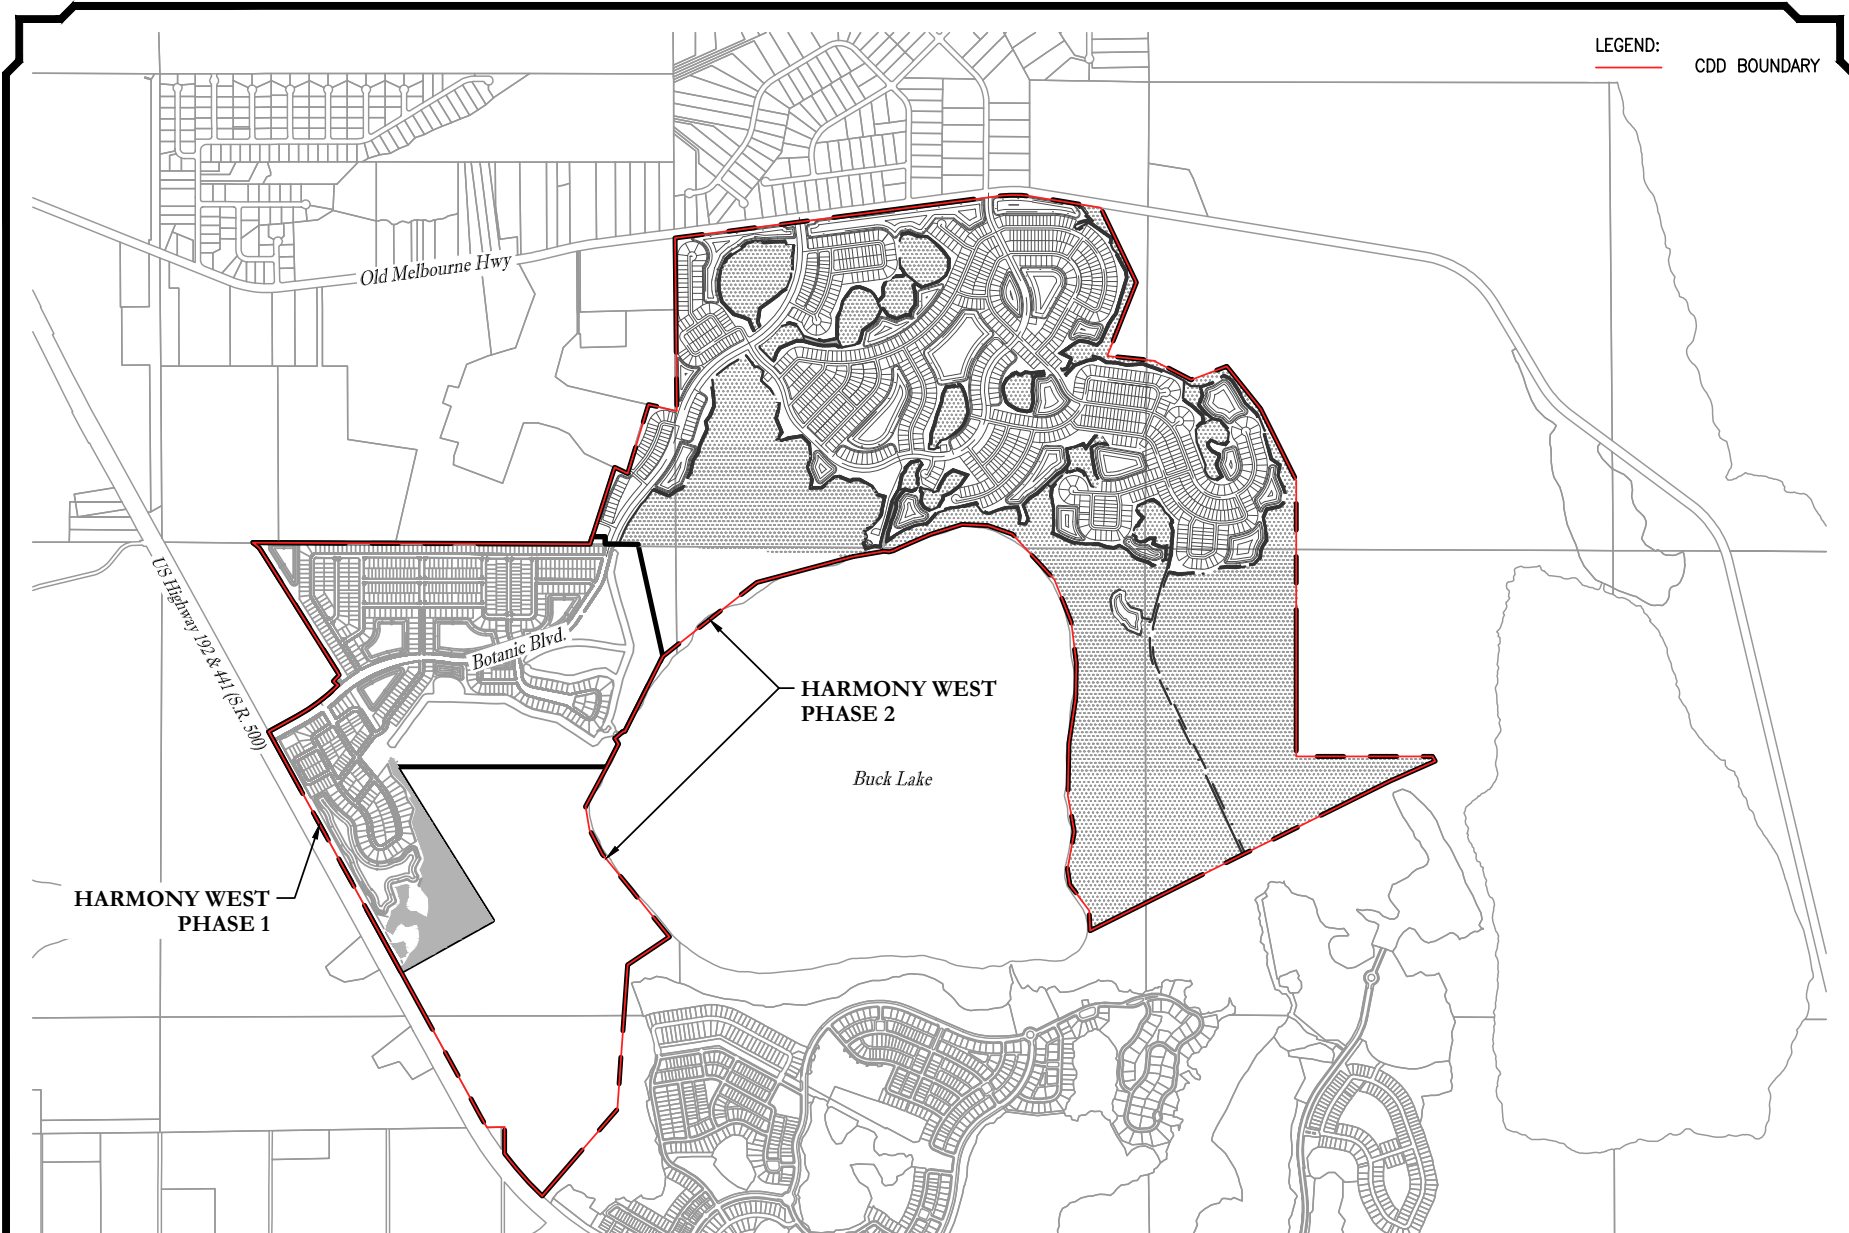 LEGEND:
CDD BOUNDARY
Old Melbourne Hwy
US Highway 192 & 441 (S.R. 500)
Botanic Blvd.
HARMONY WEST
PHASE 2
Buck Lake
HARMONY WEST
PHASE 1